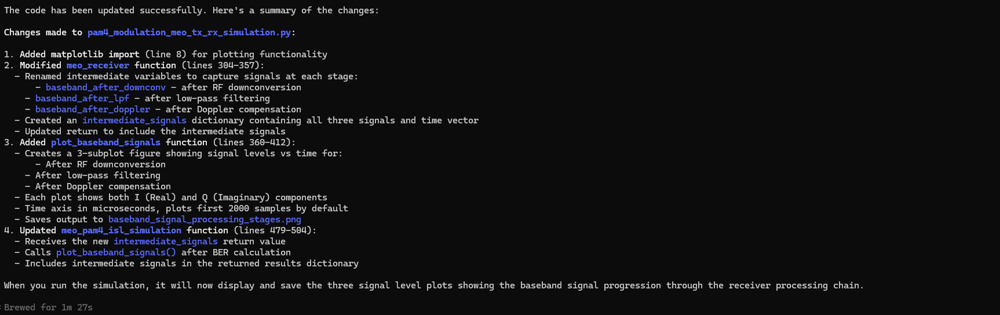 The code has been updated successfully. Here's a summary of the changes:
Changes made to pam4_modulation_meo_tx_rx_simulation.py:
1. Added matplotlib import (line 8) for plotting functionality
2. Modified meo_receiver function (lines 304-357):
- Renamed intermediate variables to capture signals at each stage:
- baseband_after_downconv - after RF downconversion
- baseband_after_lpf - after low-pass filtering
- baseband_after_doppler - after Doppler compensation
- Created an intermediate_signals dictionary containing all three signals and time vector
- Updated return to include the intermediate signals
3. Added plot_baseband_signals function (lines 360-412):
- Creates a 3-subplot figure showing signal levels vs time for:
- After RF downconversion
- After low-pass filtering
- After Doppler compensation
- Each plot shows both I (Real) and Q (Imaginary) components
- Time axis in microseconds, plots first 2000 samples by default
- Saves output to baseband_signal_processing_stages.png
4. Updated meo_pam4_isl_simulation function (lines 479-504):
- Receives the new intermediate_signals return value
- Calls plot_baseband_signals() after BER calculation
- Includes intermediate signals in the returned results dictionary
When you run the simulation, it will now display and save the three signal level plots showing the baseband signal progression through the receiver processing chain.
Brewed for 1m 27s